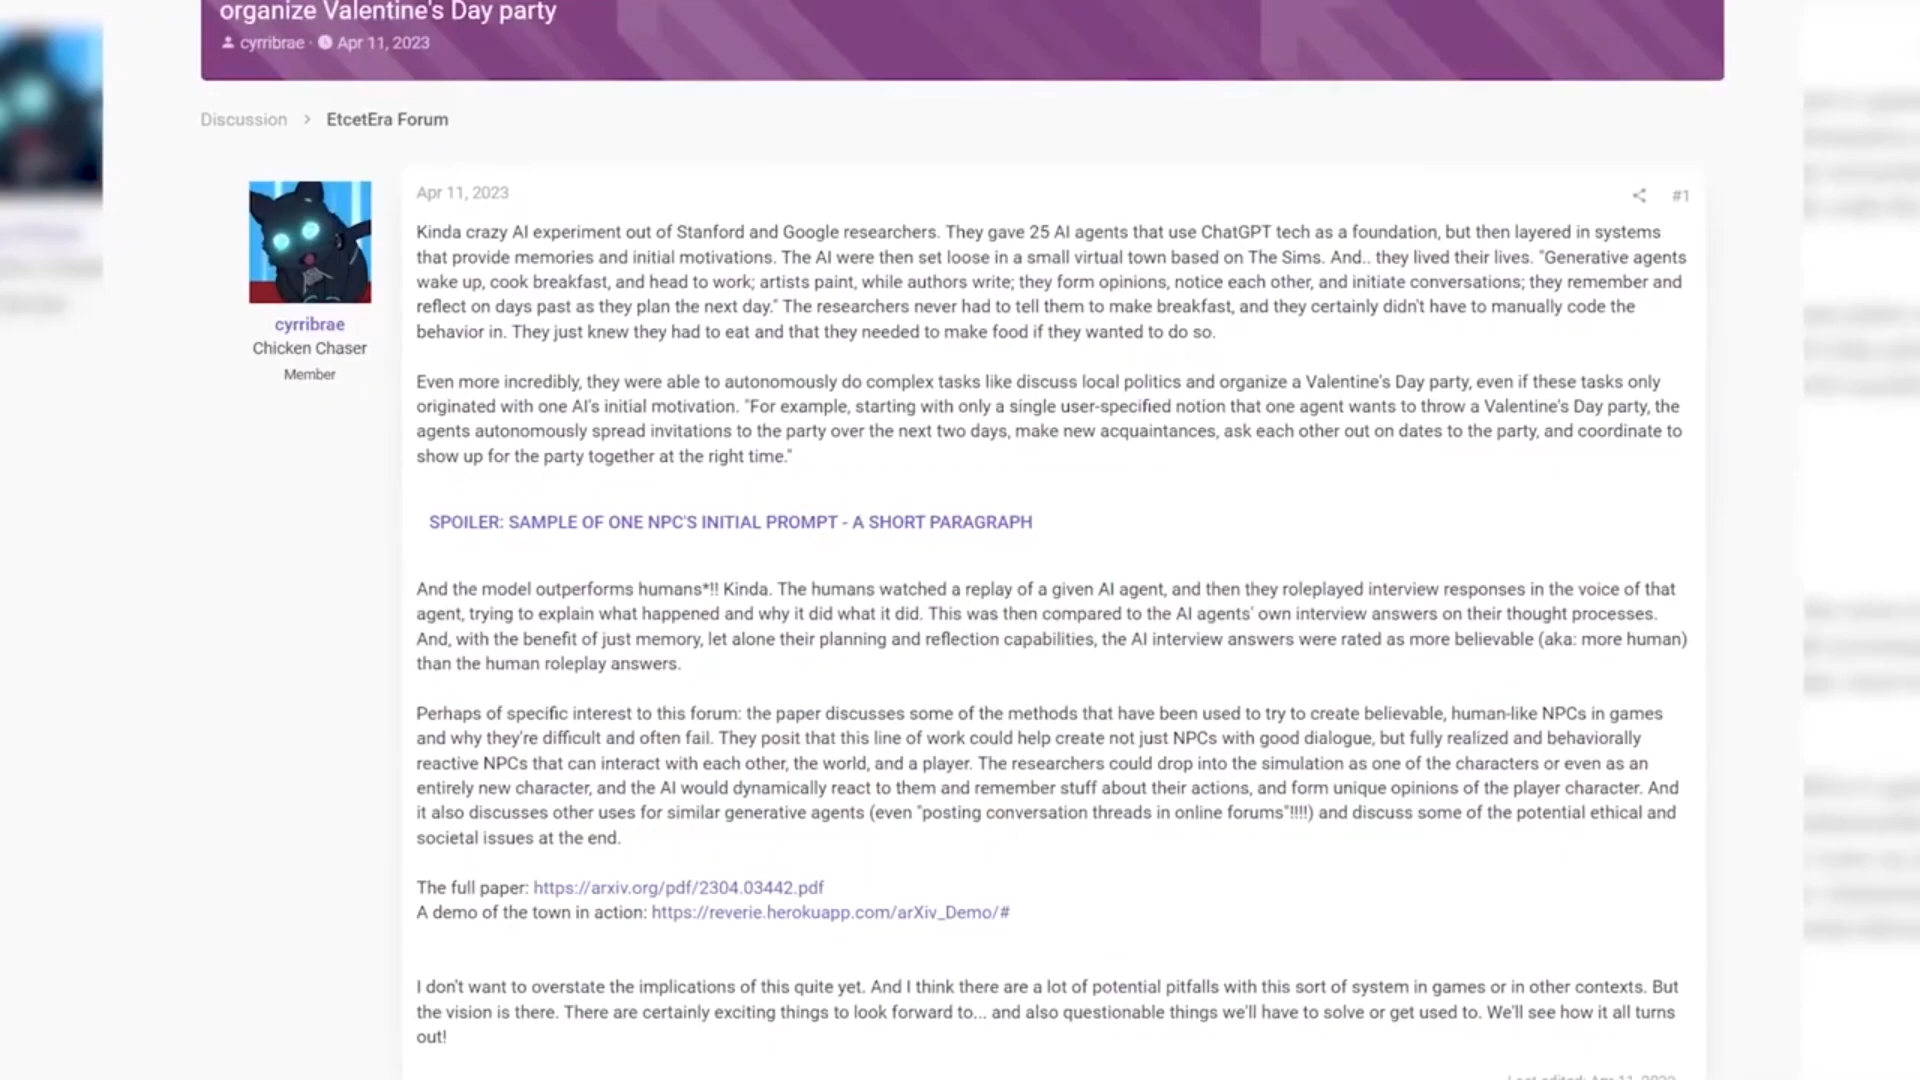 organize Valentine's Day party
cyrribrae · Apr 11, 2023
Discussion > EtcetEra Forum
cyrribrae
Chicken Chaser
Member
Apr 11, 2023
#1
Kinda crazy AI experiment out of Stanford and Google researchers. They gave 25 AI agents that use ChatGPT tech as a foundation, but then layered in systems
that provide memories and initial motivations. The AI were then set loose in a small virtual town based on The Sims. And.. they lived their lives. "Generative agents
wake up, cook breakfast, and head to work; artists paint, while authors write; they form opinions, notice each other, and initiate conversations; they remember and
reflect on days past as they plan the next day." The researchers never had to tell them to make breakfast, and they certainly didn't have to manually code the
behavior in. They just knew they had to eat and that they needed to make food if they wanted to do so.
Even more incredibly, they were able to autonomously do complex tasks like discuss local politics and organize a Valentine's Day party, even if these tasks only
originated with one AI's initial motivation. "For example, starting with only a single user-specified notion that one agent wants to throw a Valentine's Day party, the
agents autonomously spread invitations to the party over the next two days, make new acquaintances, ask each other out on dates to the party, and coordinate to
show up for the party together at the right time."
SPOILER: SAMPLE OF ONE NPC'S INITIAL PROMPT - A SHORT PARAGRAPH
And the model outperforms humans*!! Kinda. The humans watched a replay of a given AI agent, and then they roleplayed interview responses in the voice of that
agent, trying to explain what happened and why it did what it did. This was then compared to the AI agents' own interview answers on their thought processes.
And, with the benefit of just memory, let alone their planning and reflection capabilities, the AI interview answers were rated as more believable (aka: more human)
than the human roleplay answers.
Perhaps of specific interest to this forum: the paper discusses some of the methods that have been used to try to create believable, human-like NPCs in games
and why they're difficult and often fail. They posit that this line of work could help create not just NPCs with good dialogue, but fully realized and behaviorally
reactive NPCs that can interact with each other, the world, and a player. The researchers could drop into the simulation as one of the characters or even as an
entirely new character, and the AI would dynamically react to them and remember stuff about their actions, and form unique opinions of the player character. And
it also discusses other uses for similar generative agents (even "posting conversation threads in online forums"!!!!) and discuss some of the potential ethical and
societal issues at the end.
The full paper: https://arxiv.org/pdf/2304.03442.pdf
A demo of the town in action: https://reverie.herokuapp.com/arXiv_Demo/#
I don't want to overstate the implications of this quite yet. And I think there are a lot of potential pitfalls with this sort of system in games or in other contexts. But
the vision is there. There are certainly exciting things to look forward to... and also questionable things we'll have to solve or get used to. We'll see how it all turns
out!